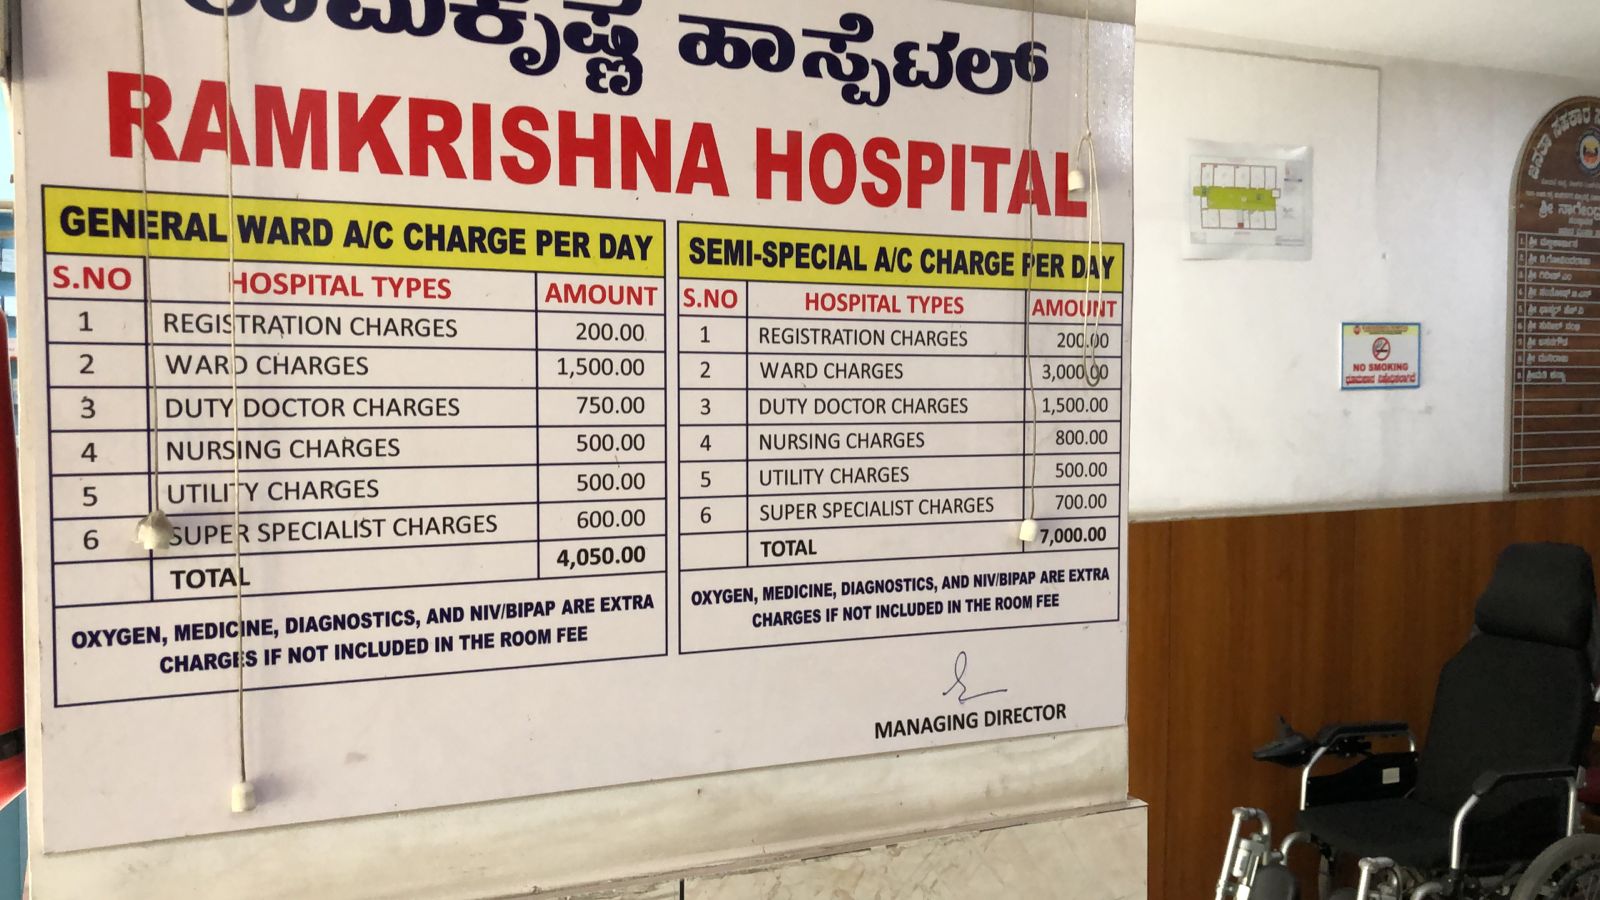 ರಾಮಕೃಷ್ಣ ಹಾಸ್ಪೆಟಲ್
RAMKRISHNA HOSPITAL
GENERAL WARD A/C CHARGE PER DAY
S.NO HOSPITAL TYPES AMOUNT
1 REGISTRATION CHARGES 200.00
2 WARD CHARGES 1,500.00
3 DUTY DOCTOR CHARGES 750.00
4 NURSING CHARGES 500.00
5 UTILITY CHARGES 500.00
6 SUPER SPECIALIST CHARGES 600.00
TOTAL 4,050.00
OXYGEN, MEDICINE, DIAGNOSTICS, AND NIV/BIPAP ARE EXTRA
CHARGES IF NOT INCLUDED IN THE ROOM FEE
SEMI-SPECIAL A/C CHARGE PER DAY
S.NO HOSPITAL TYPES AMOUNT
1 REGISTRATION CHARGES 200.00
2 WARD CHARGES 3,000.00
3 DUTY DOCTOR CHARGES 1,500.00
4 NURSING CHARGES 800.00
5 UTILITY CHARGES 500.00
6 SUPER SPECIALIST CHARGES 700.00
TOTAL 7,000.00
OXYGEN, MEDICINE, DIAGNOSTICS, AND NIV/BIPAP ARE EXTRA
CHARGES IF NOT INCLUDED IN THE ROOM FEE
MANAGING DIRECTOR
NO SMOKING
ಧೂಮಪಾನ ನಿಷೇಧಿಸಲಾಗಿದೆ
ಜನತಾ ಸಹಕಾರ